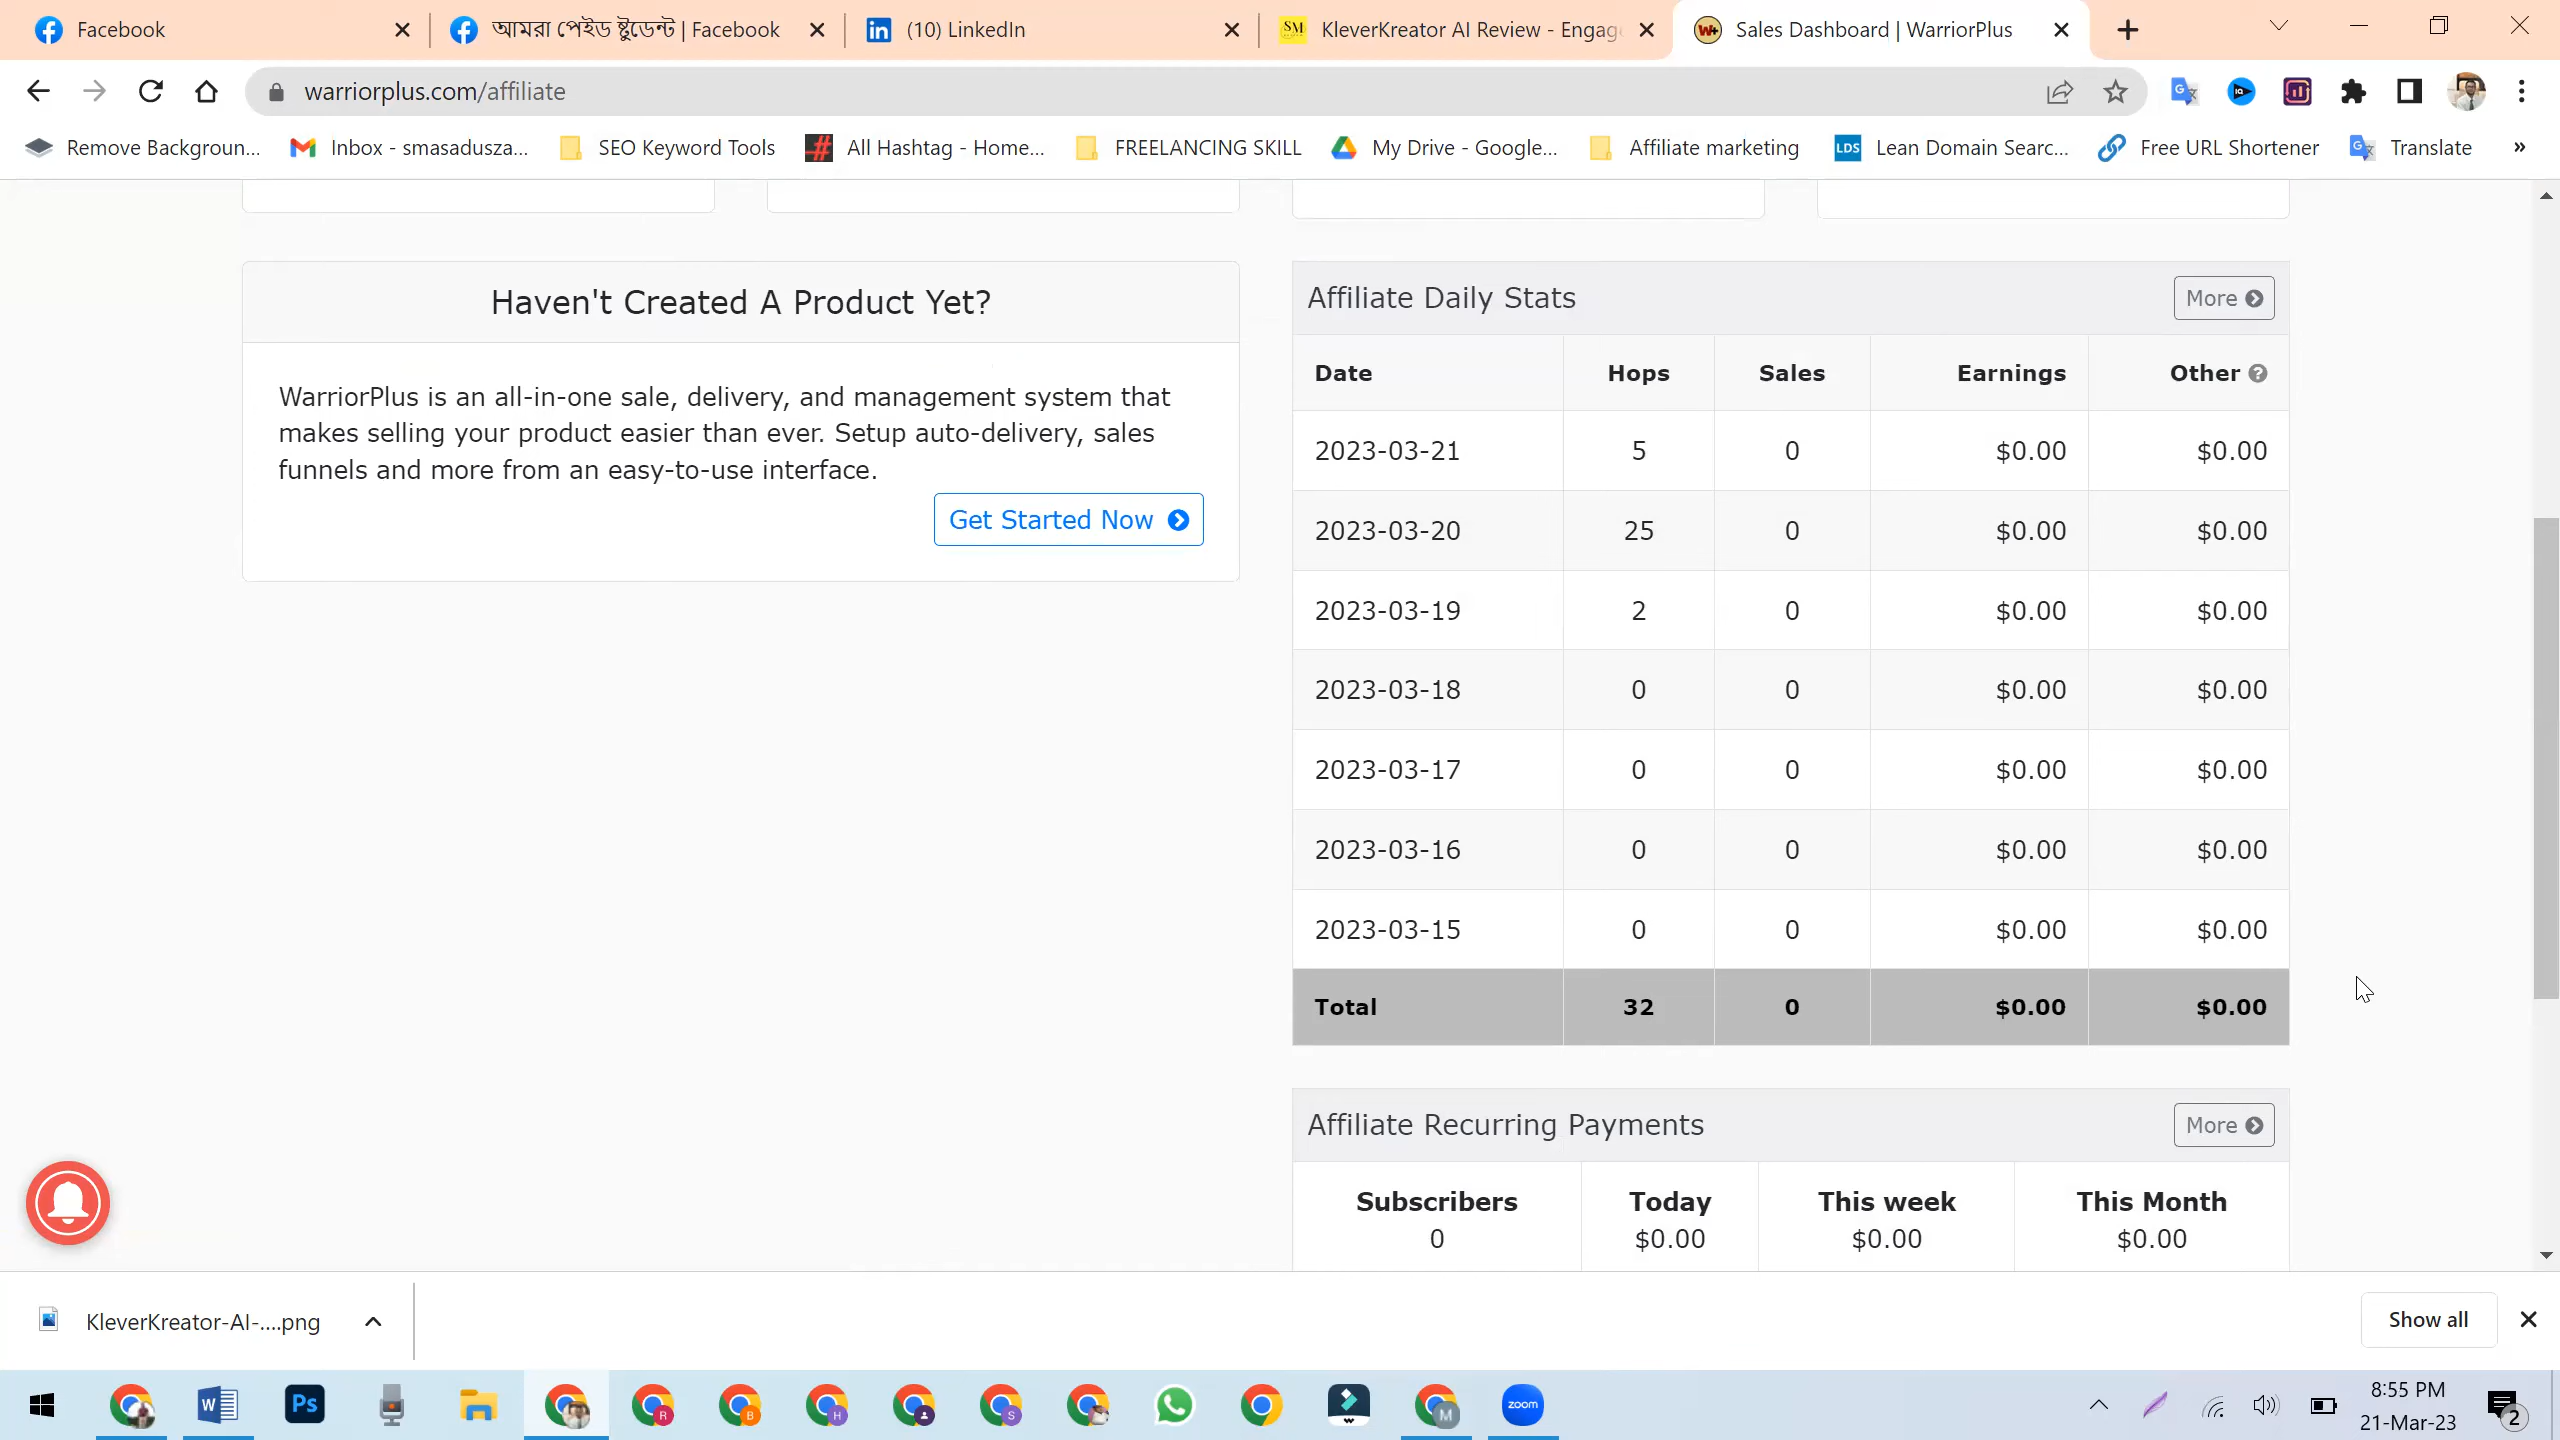 Facebook
আমরা পেইড ষ্টুডেন্ট | Facebook
(10) LinkedIn
SM
KleverKreator AI Review - Engag
W+
Sales Dashboard | WarriorPlus
warriorplus.com/affiliate
Remove Backgroun...
Inbox - smasadusza...
SEO Keyword Tools
All Hashtag - Home...
FREELANCING SKILL
My Drive - Google...
Affiliate marketing
LDS
Lean Domain Searc...
Free URL Shortener
Translate
»
Haven't Created A Product Yet?
WarriorPlus is an all-in-one sale, delivery, and management system that
makes selling your product easier than ever. Setup auto-delivery, sales
funnels and more from an easy-to-use interface.
Get Started Now
Affiliate Daily Stats More
Date Hops Sales Earnings Other ?
2023-03-21 5 0 $0.00 $0.00
2023-03-20 25 0 $0.00 $0.00
2023-03-19 2 0 $0.00 $0.00
2023-03-18 0 0 $0.00 $0.00
2023-03-17 0 0 $0.00 $0.00
2023-03-16 0 0 $0.00 $0.00
2023-03-15 0 0 $0.00 $0.00
Total 32 0 $0.00 $0.00
Affiliate Recurring Payments More
Subscribers Today This week This Month
0 $0.00 $0.00 $0.00
KleverKreator-AI-....png
Show all
Ps
R
B
H
S
M
zoom
8:55 PM
21-Mar-23
2